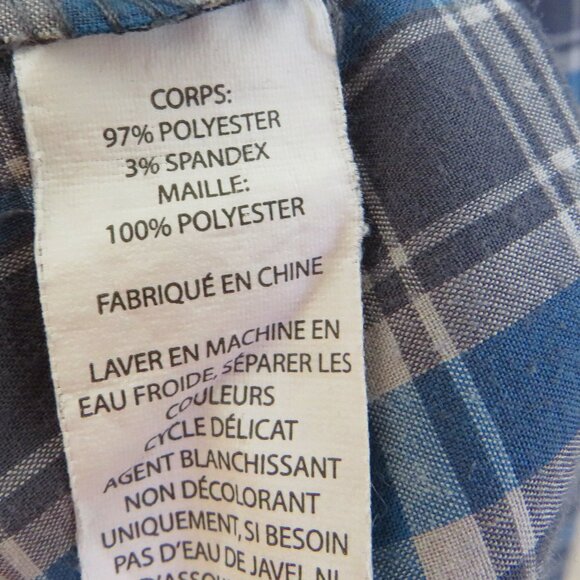 CORPS:
97% POLYESTER
3% SPANDEX
MAILLE:
100% POLYESTER
FABRIQUÉ EN CHINE
LAVER EN MACHINE EN
EAU FROIDE, SÉPARER LES
COULEURS
CYCLE DÉLICAT
AGENT BLANCHISSANT
NON DÉCOLORANT
UNIQUEMENT, SI BESOIN
PAS D'EAU DE JAVEL NI